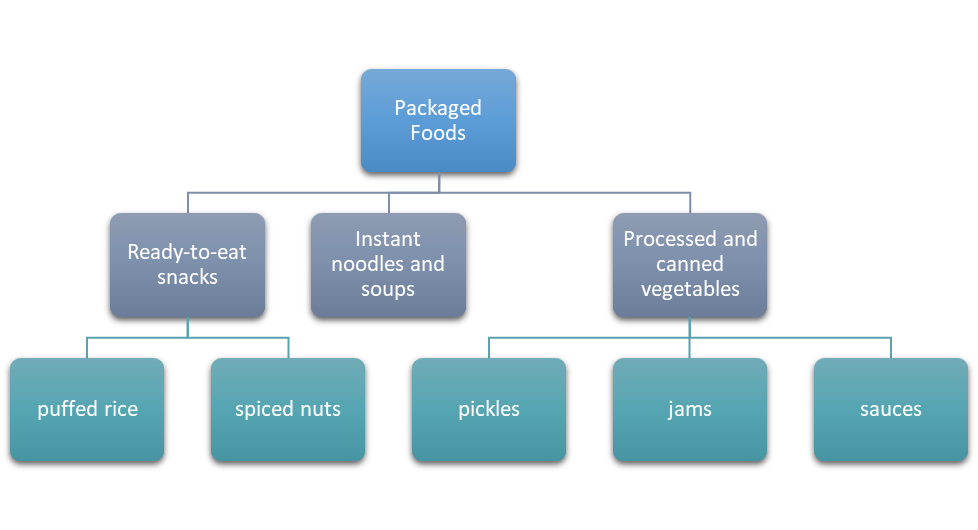 Packaged
Foods
Ready-to-eat
snacks
Instant
noodles and
soups
Processed and
canned
vegetables
puffed rice
spiced nuts
pickles
jams
sauces